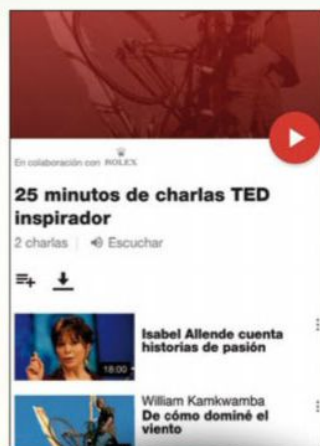 En colaboración con ROLEX
25 minutos de charlas TED
inspirador
2 charlas | Escuchar
18:00
Isabel Allende cuenta
historias de pasión
William Kamkwamba
De cómo dominé el
viento